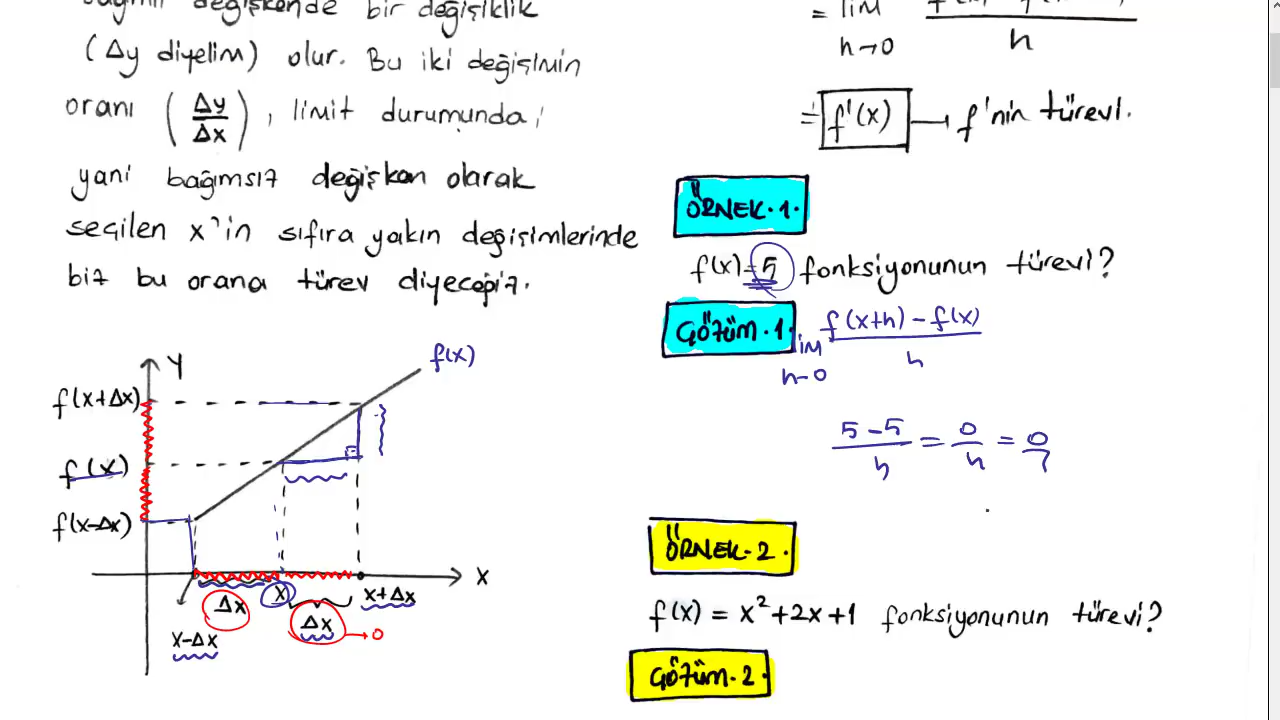 değişkende bir değişiklik
(Δy diyelim) olur. Bu iki değişimin
oranı (Δy/Δx), limit durumunda;
yani bağımsız değişken olarak
seçilen x'in sıfıra yakın değişimlerinde
biz bu orana türev diyeceğiz.
Y
f(x)
f(x+Δx)
f(x)
f(x-Δx)
X
Δx
x
x+Δx
Δx → 0
x-Δx
= lim
h→0
h
= f'(x) → f'nin türevi.
ÖRNEK.1.
f(x)=5 fonksiyonunun türevi?
ÇÖZÜM.1.
lim f(x+h) - f(x)
h→0 h
5-5 = 0 = 0
h h
ÖRNEK-2.
f(x) = x²+2x+1 fonksiyonunun türevi?
ÇÖZÜM-2.